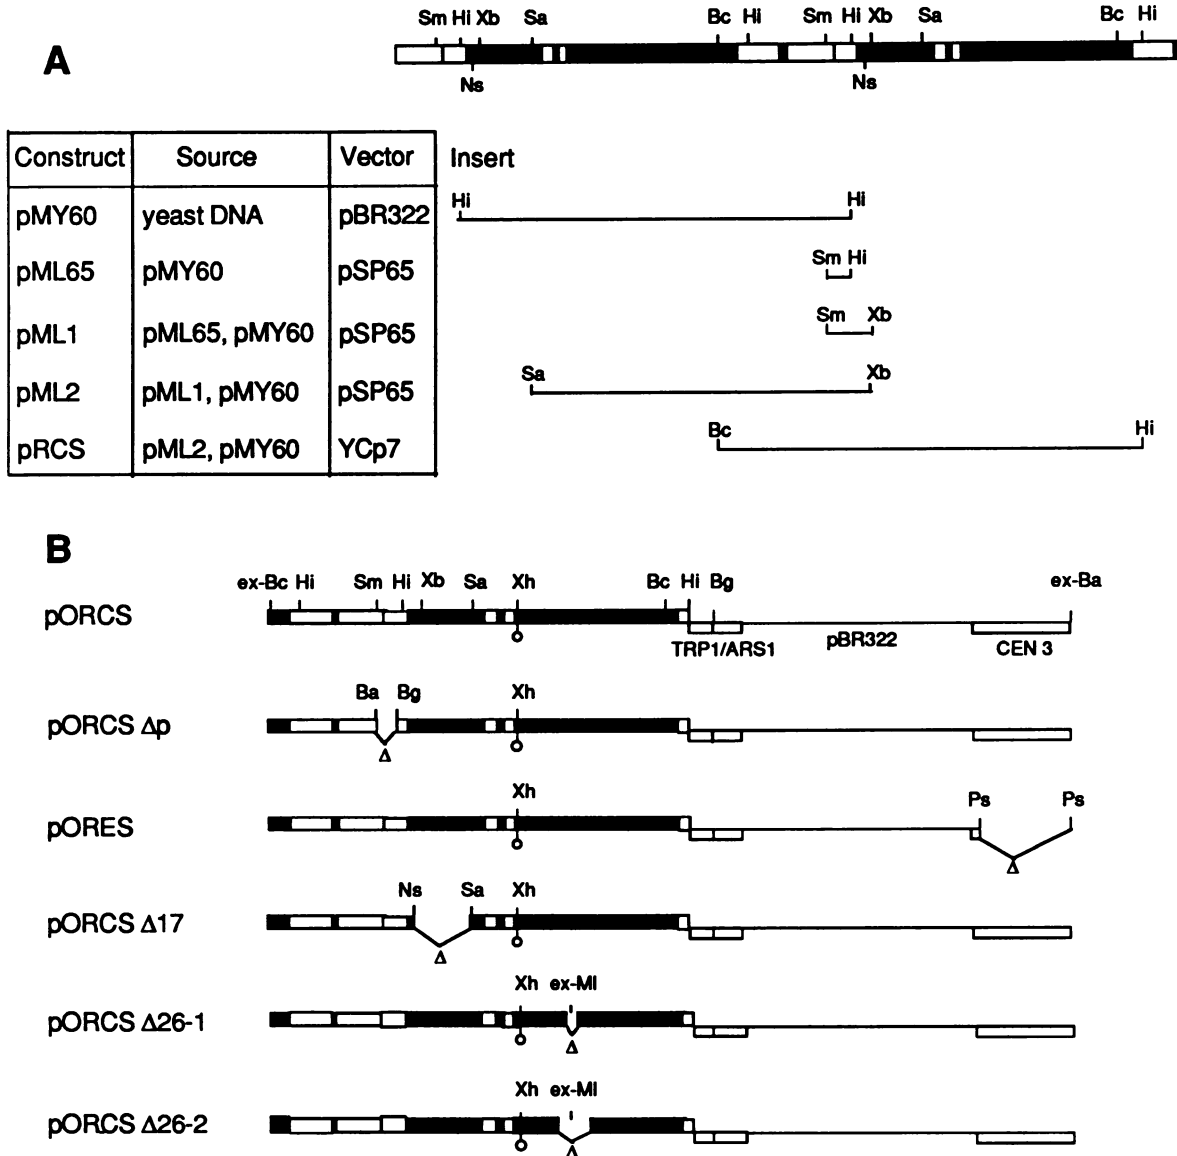 A
Sm Hi Xb Sa Bc Hi Sm Hi Xb Sa Bc Hi
Ns Ns
Construct Source Vector Insert
pMY60 yeast DNA pBR322 Hi Hi
pML65 pMY60 pSP65 Sm Hi
pML1 pML65, pMY60 pSP65 Sm Xb
pML2 pML1, pMY60 pSP65 Sa Xb
pRCS pML2, pMY60 YCp7 Bc Hi
B
ex-Bc Hi Sm Hi Xb Sa Xh Bc Hi Bg ex-Ba
pORCS
TRP1/ARS1 pBR322 CEN 3
Ba Bg Xh
pORCS Δp
Δ
Xh Ps Ps
pORES
Δ
Ns Sa Xh
pORCS Δ17
Δ
Xh ex-Ml
pORCS Δ26-1
Δ
Xh ex-Ml
pORCS Δ26-2
Δ